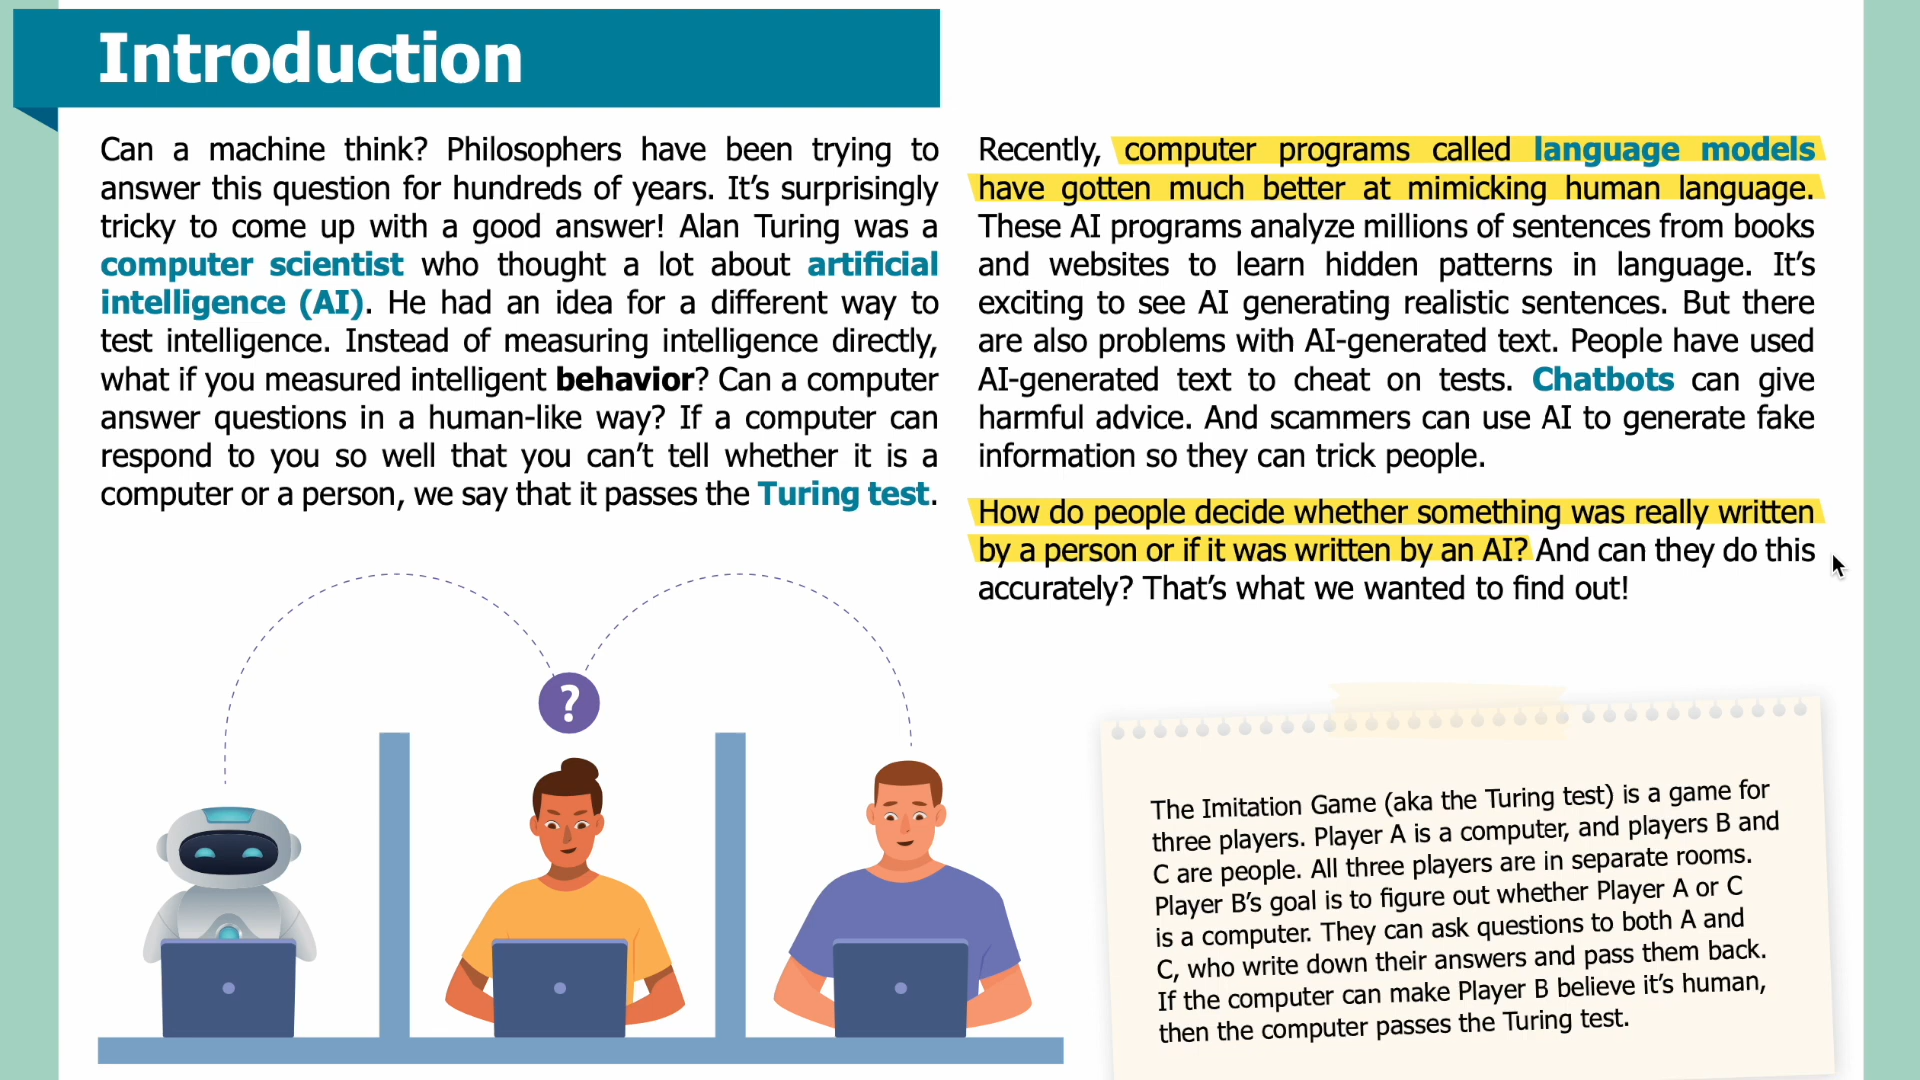 Introduction
Can a machine think? Philosophers have been trying to
answer this question for hundreds of years. It’s surprisingly
tricky to come up with a good answer! Alan Turing was a
computer scientist who thought a lot about artificial
intelligence (AI). He had an idea for a different way to
test intelligence. Instead of measuring intelligence directly,
what if you measured intelligent behavior? Can a computer
answer questions in a human-like way? If a computer can
respond to you so well that you can’t tell whether it is a
computer or a person, we say that it passes the Turing test.
Recently, computer programs called language models
have gotten much better at mimicking human language.
These AI programs analyze millions of sentences from books
and websites to learn hidden patterns in language. It’s
exciting to see AI generating realistic sentences. But there
are also problems with AI-generated text. People have used
AI-generated text to cheat on tests. Chatbots can give
harmful advice. And scammers can use AI to generate fake
information so they can trick people.
How do people decide whether something was really written
by a person or if it was written by an AI? And can they do this
accurately? That’s what we wanted to find out!
?
The Imitation Game (aka the Turing test) is a game for
three players. Player A is a computer, and players B and
C are people. All three players are in separate rooms.
Player B’s goal is to figure out whether Player A or C
is a computer. They can ask questions to both A and
C, who write down their answers and pass them back.
If the computer can make Player B believe it’s human,
then the computer passes the Turing test.